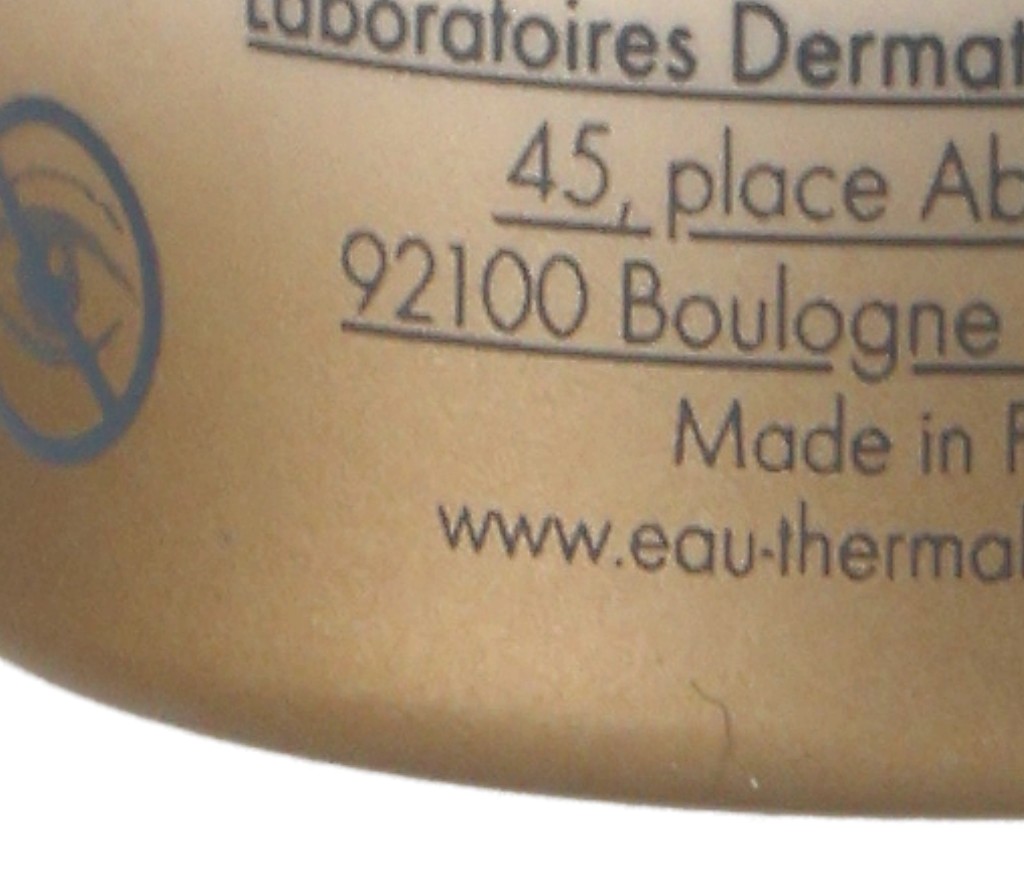 Laboratoires Dermat
45, place Ab
92100 Boulogne
Made in F
www.eau-thermal